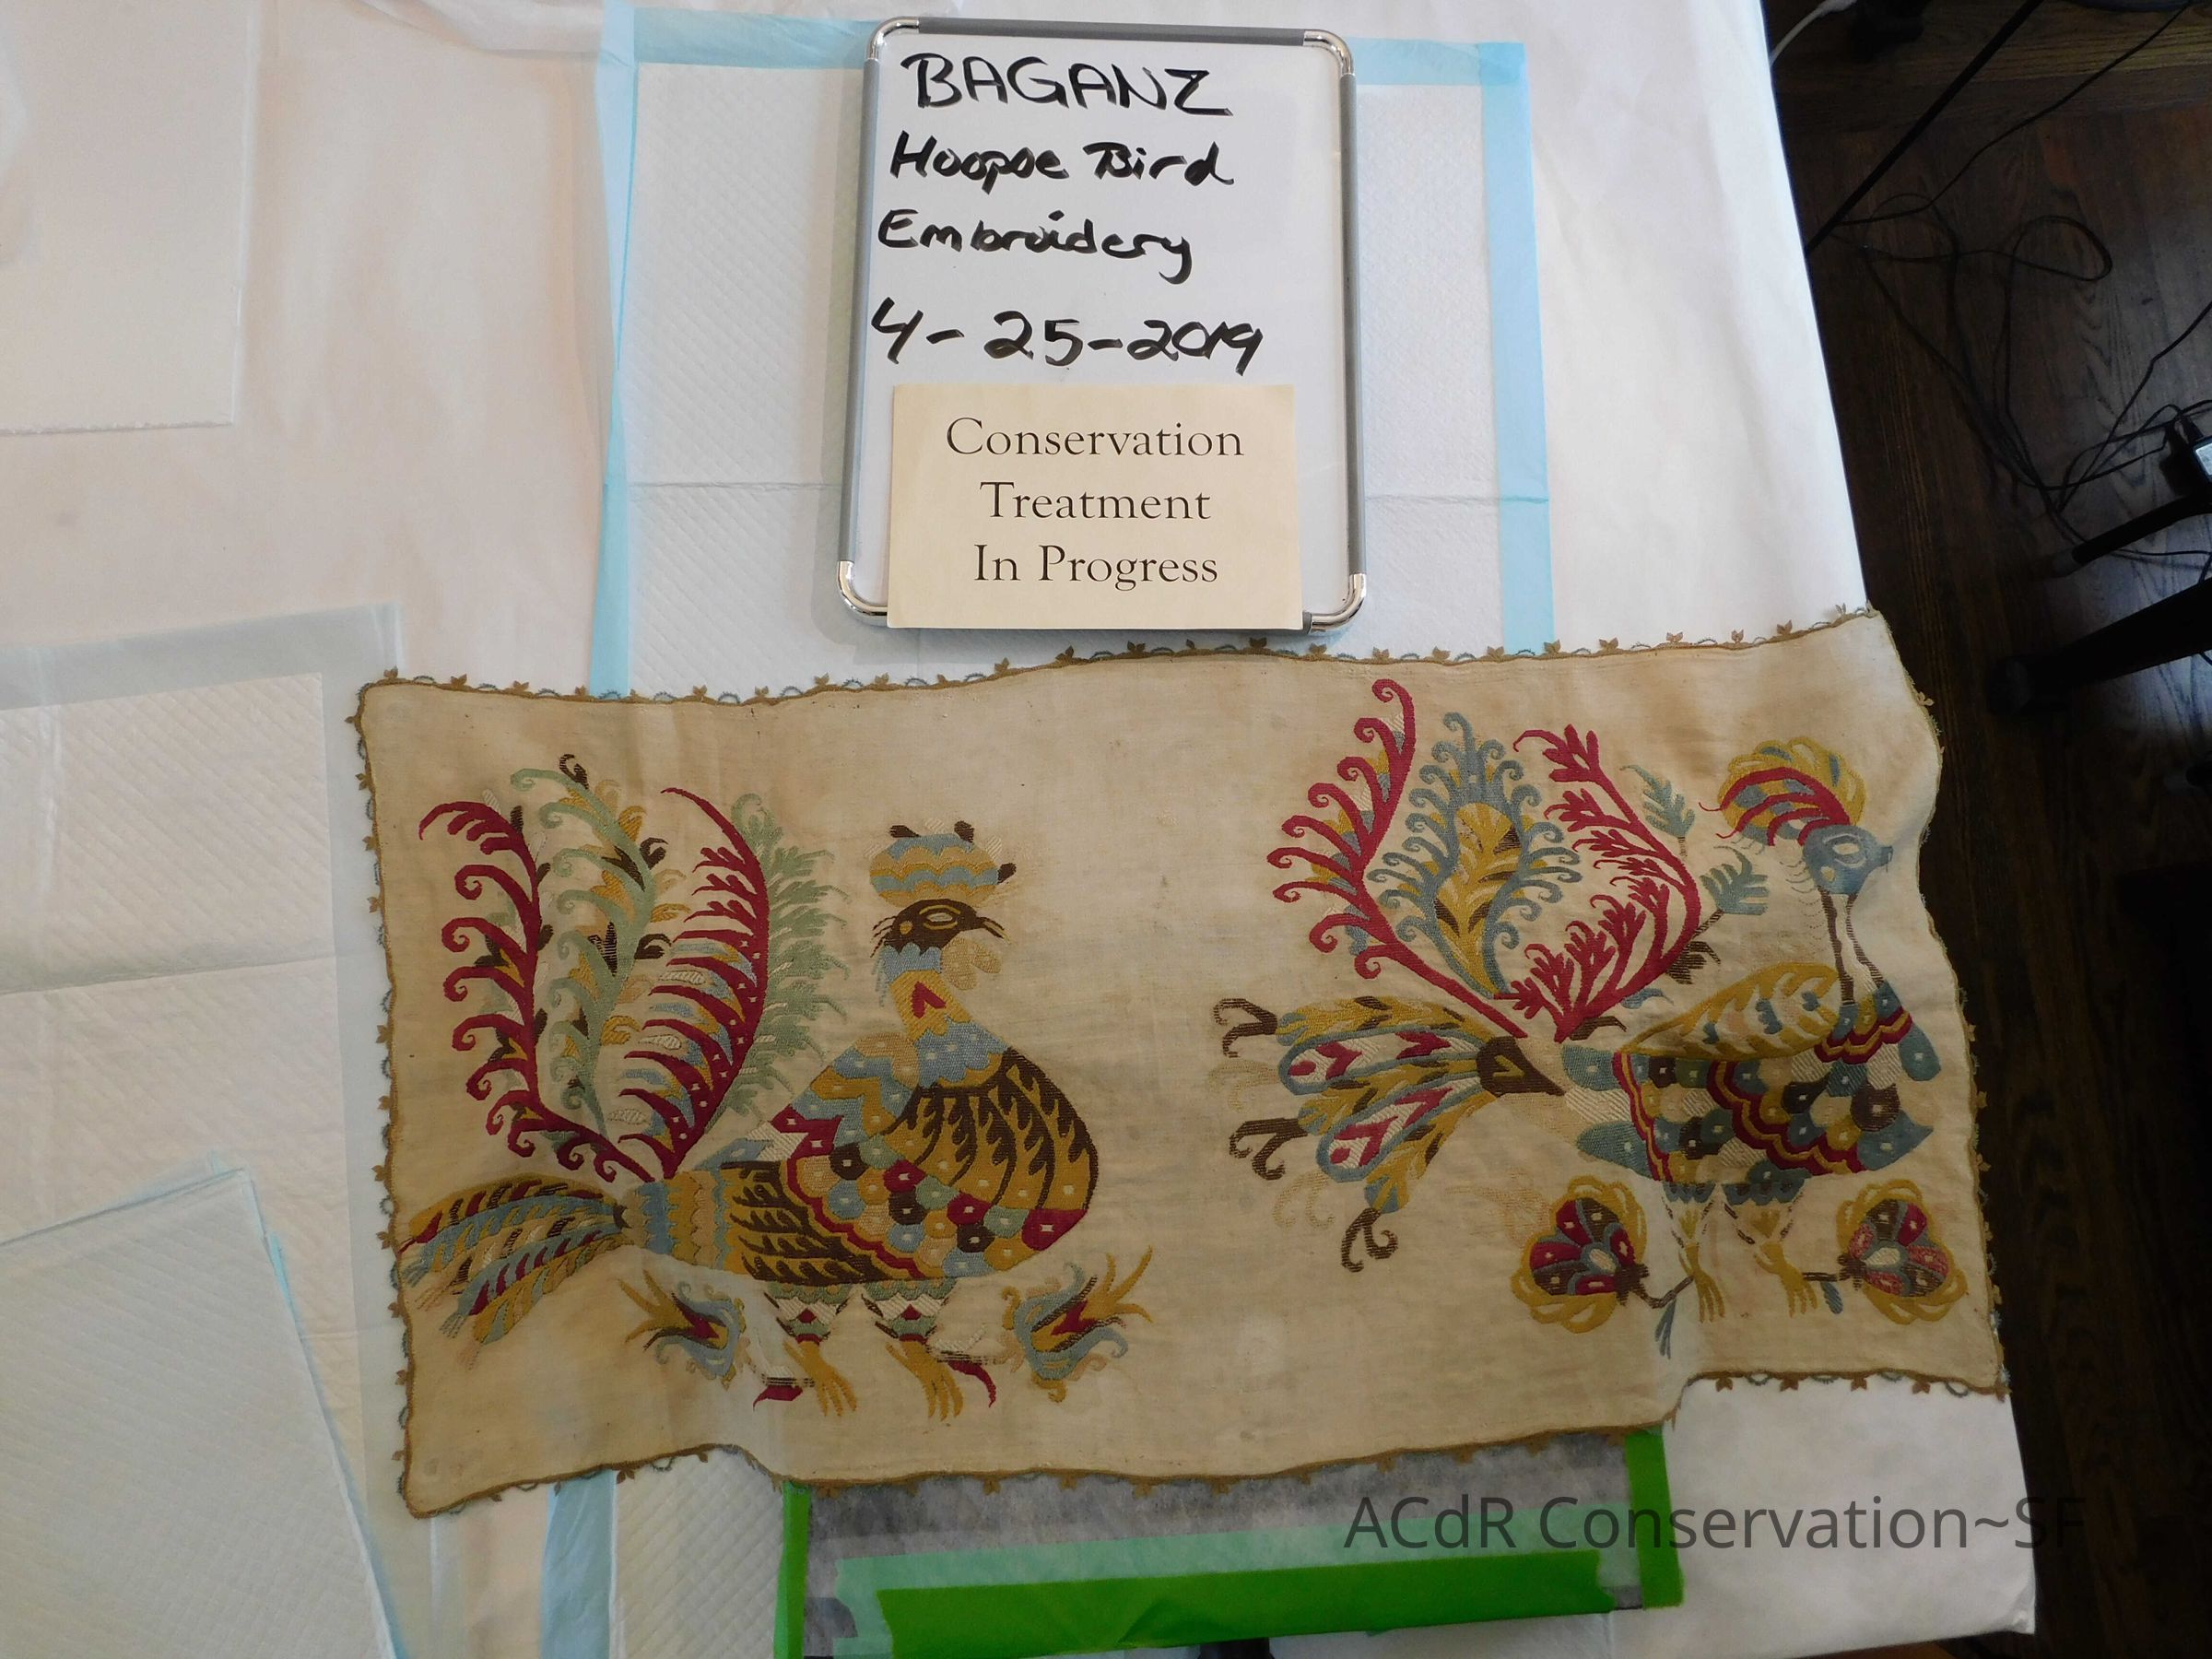 BAGANZ
Hoopoe Bird
Embroidery
4-25-2019
Conservation
Treatment
In Progress
ACdR Conservation~SF